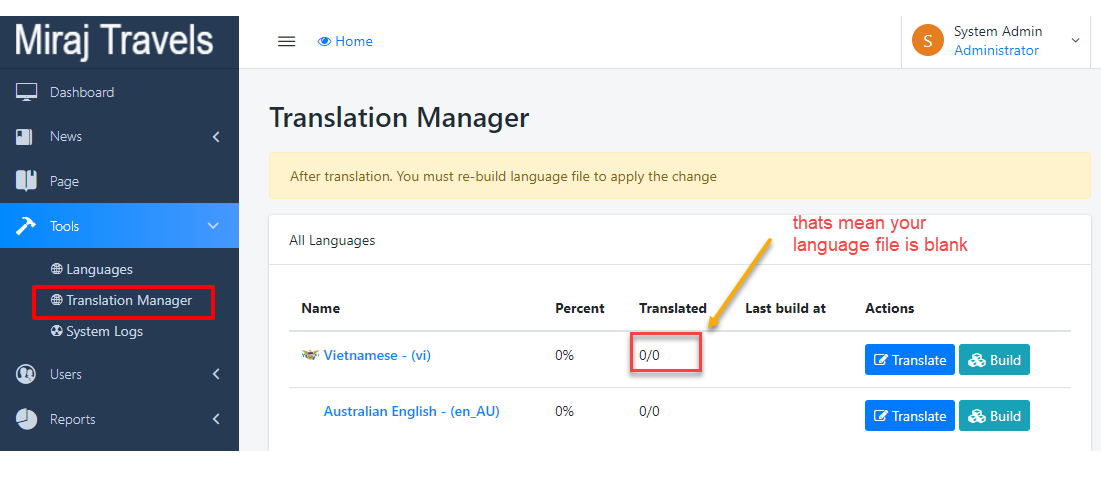 Miraj Travels
Home
S
System Admin
Administrator
Dashboard
News
Page
Tools
Languages
Translation Manager
System Logs
Users
Reports
Translation Manager
After translation. You must re-build language file to apply the change
All Languages
thats mean your
language file is blank
Name Percent Translated Last build at Actions
Vietnamese - (vi) 0% 0/0 Translate Build
Australian English - (en_AU) 0% 0/0 Translate Build